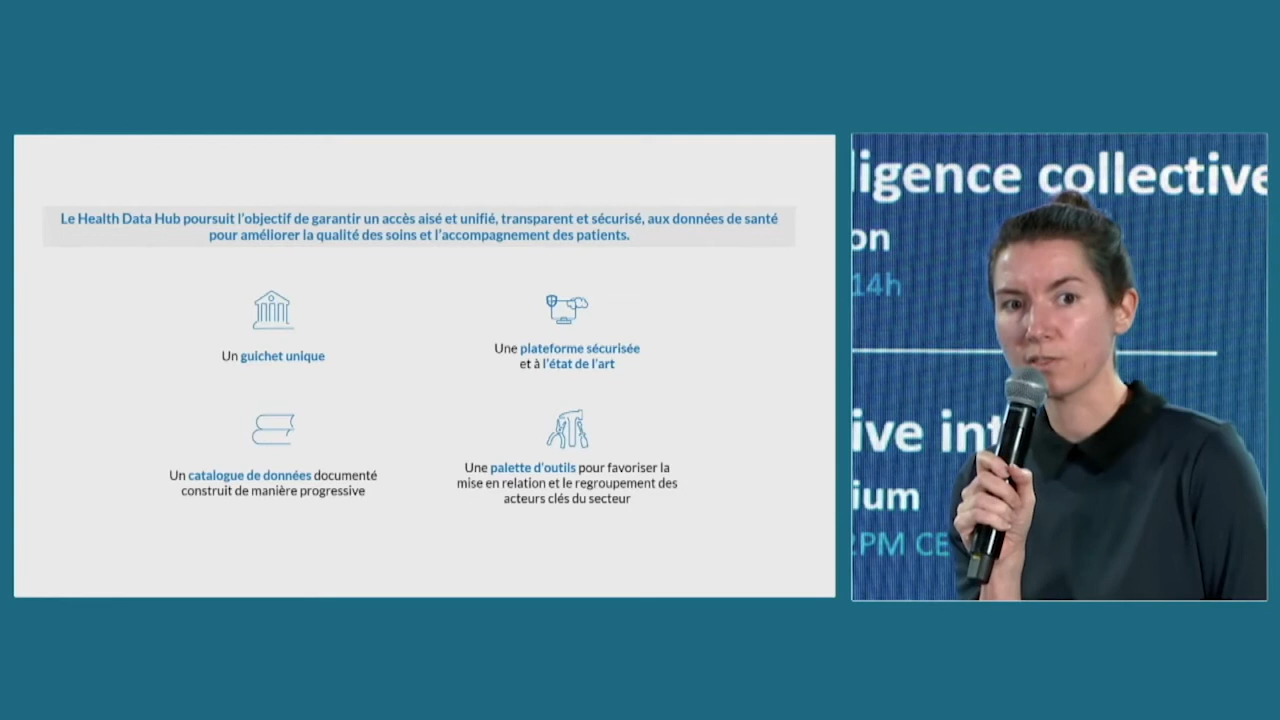 Le Health Data Hub poursuit l'objectif de garantir un accès aisé et unifié, transparent et sécurisé, aux données de santé
pour améliorer la qualité des soins et l'accompagnement des patients.
Un guichet unique
Une plateforme sécurisée
et à l'état de l'art
Un catalogue de données documenté
construit de manière progressive
Une palette d'outils pour favoriser la
mise en relation et le regroupement des
acteurs clés du secteur
ligence collective
on
14h
ive int
ium
2PM CE